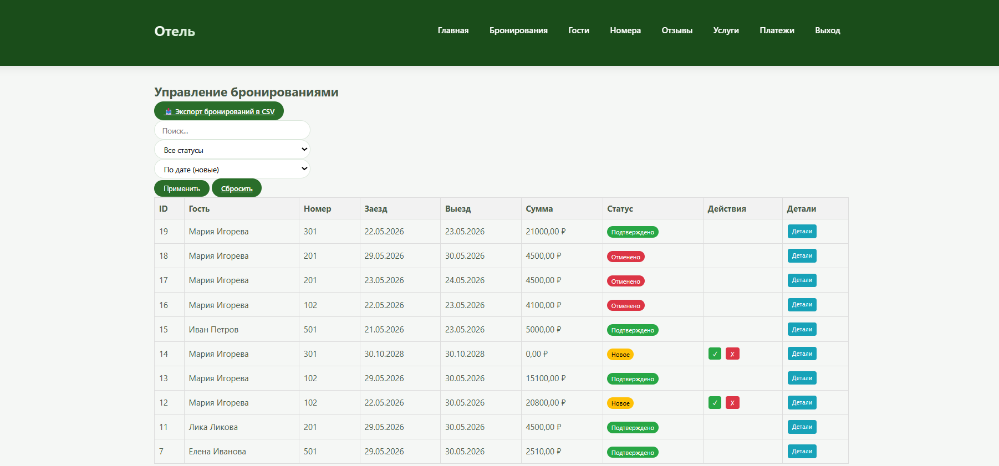 Отель
Главная Бронирования Гости Номера Отзывы Услуги Платежи Выход
Управление бронированиями
Экспорт бронирований в CSV
Поиск...
Все статусы
По дате (новые)
Применить Сбросить
ID Гость Номер Заезд Выезд Сумма Статус Действия Детали
19 Мария Игорева 301 22.05.2026 23.05.2026 21000,00 ₽ Подтверждено Детали
18 Мария Игорева 201 29.05.2026 30.05.2026 4500,00 ₽ Отменено Детали
17 Мария Игорева 201 23.05.2026 24.05.2026 4500,00 ₽ Отменено Детали
16 Мария Игорева 102 22.05.2026 23.05.2026 4100,00 ₽ Отменено Детали
15 Иван Петров 501 21.05.2026 23.05.2026 5000,00 ₽ Подтверждено Детали
14 Мария Игорева 301 30.10.2028 30.10.2028 0,00 ₽ Новое ✓ ✗ Детали
13 Мария Игорева 102 29.05.2026 30.05.2026 15100,00 ₽ Подтверждено Детали
12 Мария Игорева 102 22.05.2026 30.05.2026 20800,00 ₽ Новое ✓ ✗ Детали
11 Лика Ликова 201 29.05.2026 30.05.2026 4500,00 ₽ Подтверждено Детали
7 Елена Иванова 501 29.05.2026 30.05.2026 2510,00 ₽ Подтверждено Детали